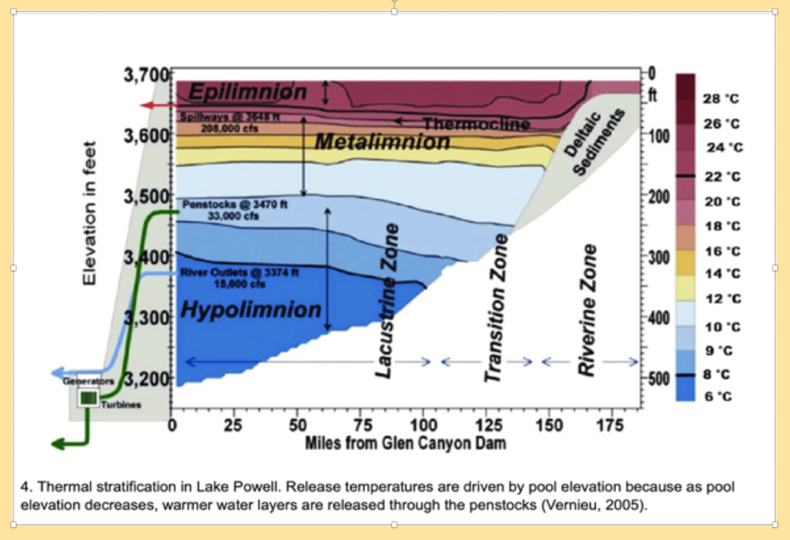 3,700
3,600
3,500
3,400
3,300
3,200
Elevation in feet
Epilimnion
Spillways @ 3648 ft
208,000 cfs
Thermocline
Metalimnion
Penstocks @ 3470 ft
33,000 cfs
River Outlets @ 3374 ft
15,000 cfs
Hypolimnion
Lacustrine Zone
Transition Zone
Riverine Zone
Deltaic
Sediments
0
ft
100
200
300
400
500
28 °C
26 °C
24 °C
22 °C
20 °C
18 °C
16 °C
14 °C
12 °C
10 °C
9 °C
8 °C
6 °C
Generators
Turbines
0 25 50 75 100 125 150 175
Miles from Glen Canyon Dam
4. Thermal stratification in Lake Powell. Release temperatures are driven by pool elevation because as pool
elevation decreases, warmer water layers are released through the penstocks (Vernieu, 2005).